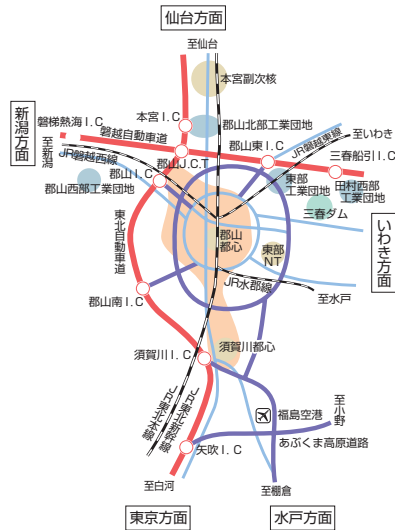 仙台方面
至仙台
本宮副次核
磐梯熱海I.C
本宮I.C
新潟方面
磐越自動車道
郡山北部工業団地
至新潟
JR磐越西線
郡山J.C.T
郡山東I.C
JR磐越東線
至いわき
郡山I.C
三春船引I.C
郡山西部工業団地
東部
工業団地
田村西部
工業団地
三春ダム
東北自動車道
郡山
都心
東部
NT
いわき方面
JR水郡線
至水戸
郡山南I.C
須賀川I.C
須賀川都心
JR東北本線
JR東北新幹線
福島空港
至小野
あぶくま高原道路
矢吹I.C
至白河
至棚倉
東京方面
水戸方面